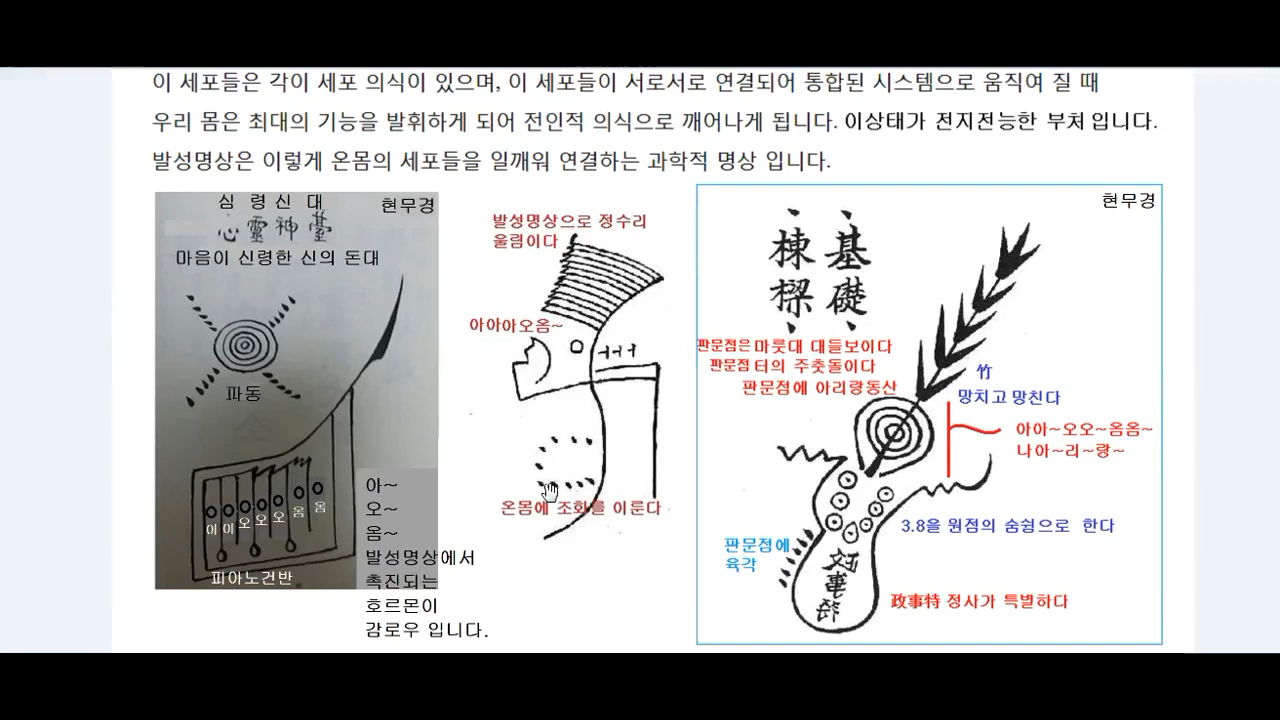 이 세포들은 각이 세포 의식이 있으며, 이 세포들이 서로서로 연결되어 통합된 시스템으로 움직여 질 때
우리 몸은 최대의 기능을 발휘하게 되어 전인적 의식으로 깨어나게 됩니다. 이상태가 전지전능한 부처 입니다.
발성명상은 이렇게 온몸의 세포들을 일깨워 연결하는 과학적 명상 입니다.
심 령 신 대
현무경
心靈神臺
마음이 신령한 신의 돈대
파동
이 이 오 오 오 옴 옴
피아노건반
아~
오~
옴~
발성명상에서
촉진되는
호르몬이
감로우 입니다.
발성명상으로 정수리
울림이다
아아아오옴~
온몸에 조화를 이룬다
현무경
基礎
棟樑
판문점은 마룻대 대들보이다
판문점 터의 주춧돌이다
판문점에 아리랑동산
竹
망치고 망친다
아아~오오~옴옴~
나아~리~랑~
3.8을 원점의 숨쉼으로 한다
판문점에
육각
政事特 정사가 특별하다